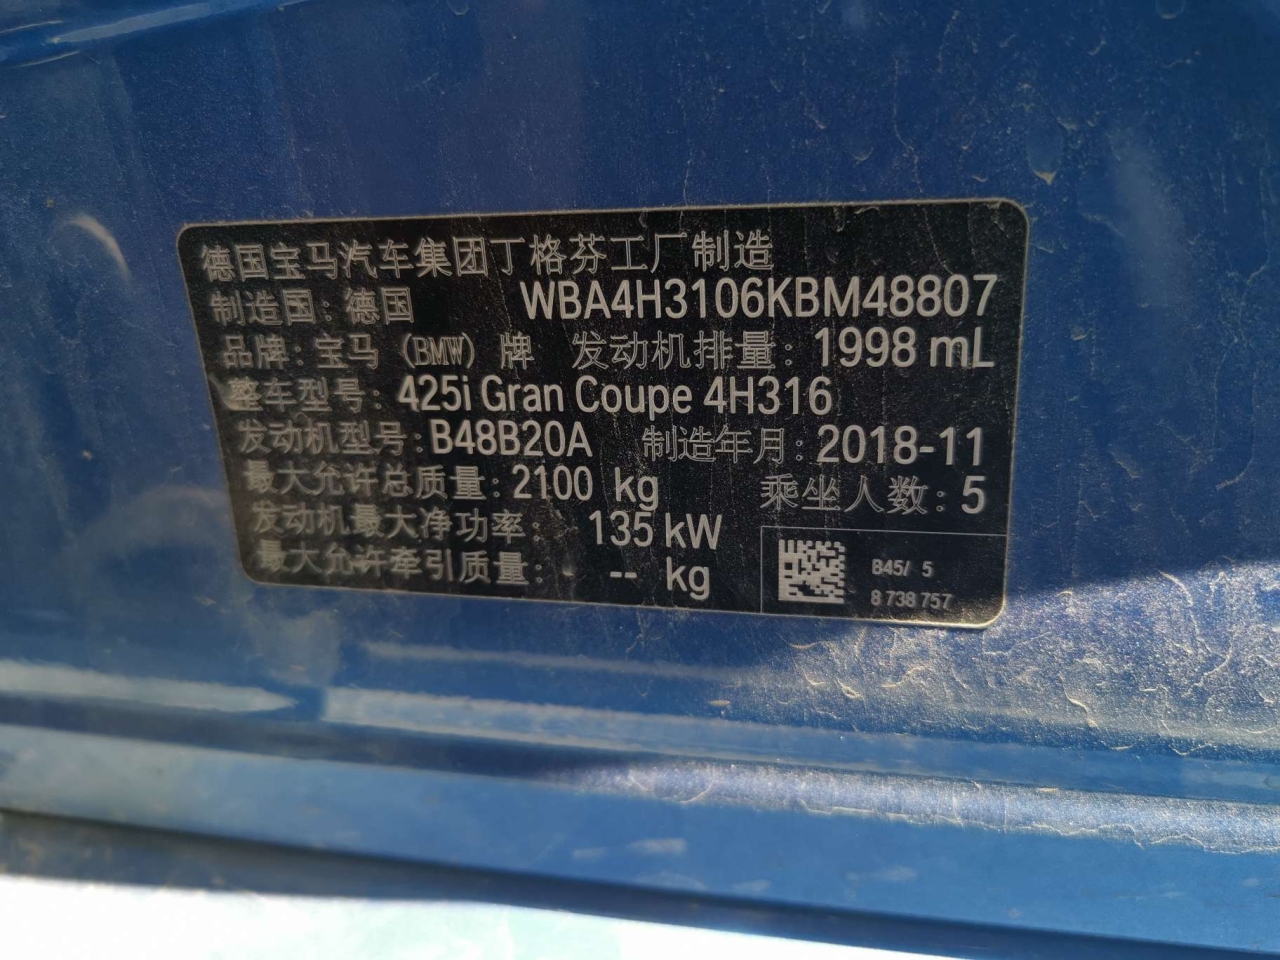 德国宝马汽车集团丁格芬工厂制造
制造国: 德国 WBA4H3106KBM48807
品牌: 宝马 (BMW) 牌 发动机排量: 1998 mL
整车型号: 425i Gran Coupe 4H316
发动机型号: B48B20A 制造年月: 2018-11
最大允许总质量: 2100 kg 乘坐人数: 5
发动机最大净功率: 135 kW
最大允许牵引质量: -- kg
B45/ 5
8 738 757